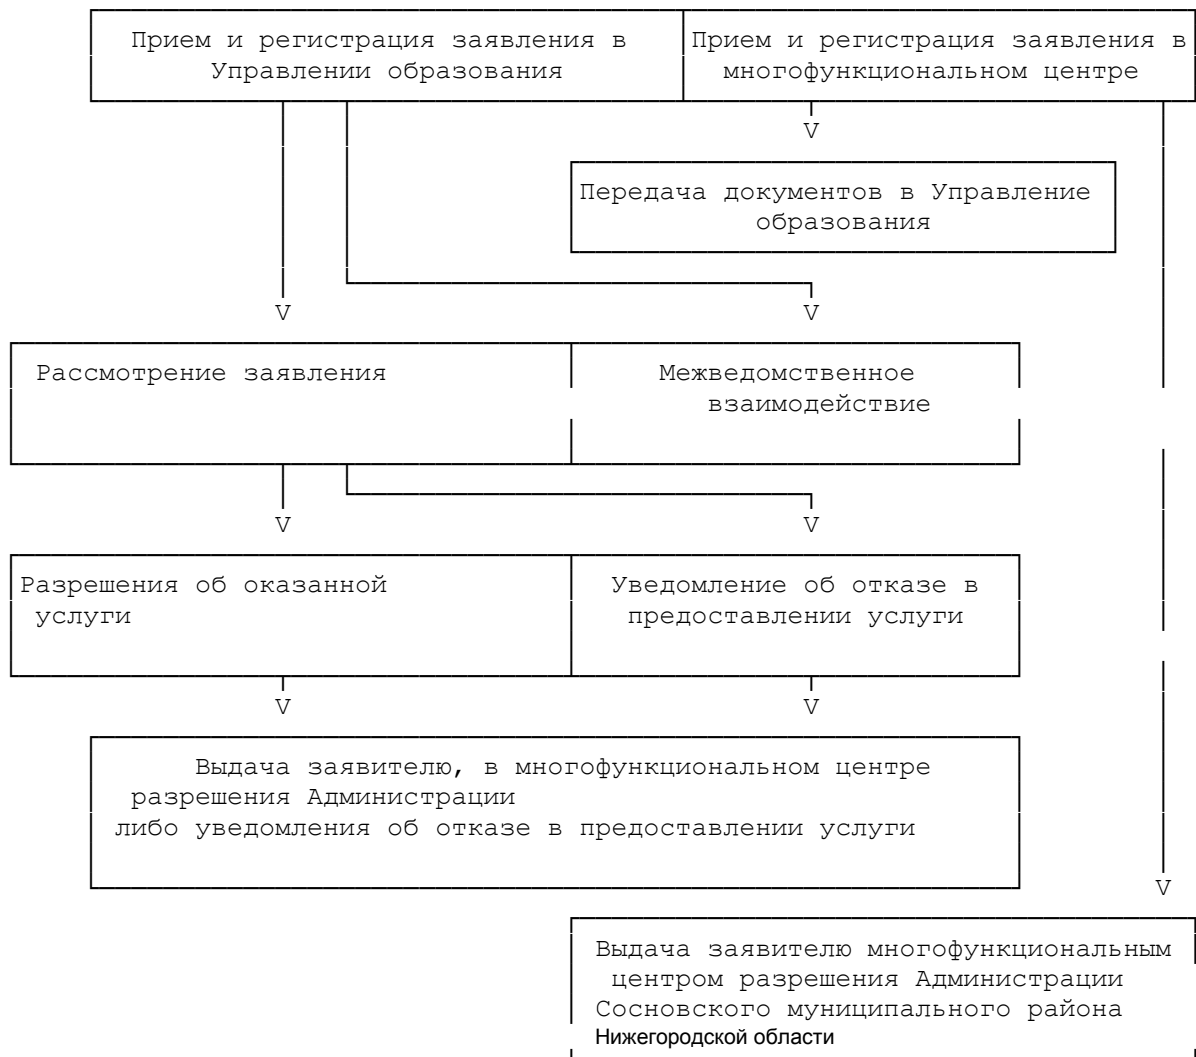 Прием и регистрация заявления в
Управлении образования
Прием и регистрация заявления в
многофункциональном центре
V
Передача документов в Управление
образования
V
V
Рассмотрение заявления
Межведомственное
взаимодействие
V
V
Разрешения об оказанной
услуги
Уведомление об отказе в
предоставлении услуги
V
V
Выдача заявителю, в многофункциональном центре
разрешения Администрации
либо уведомления об отказе в предоставлении услуги
V
Выдача заявителю многофункциональным
центром разрешения Администрации
Сосновского муниципального района
Нижегородской области